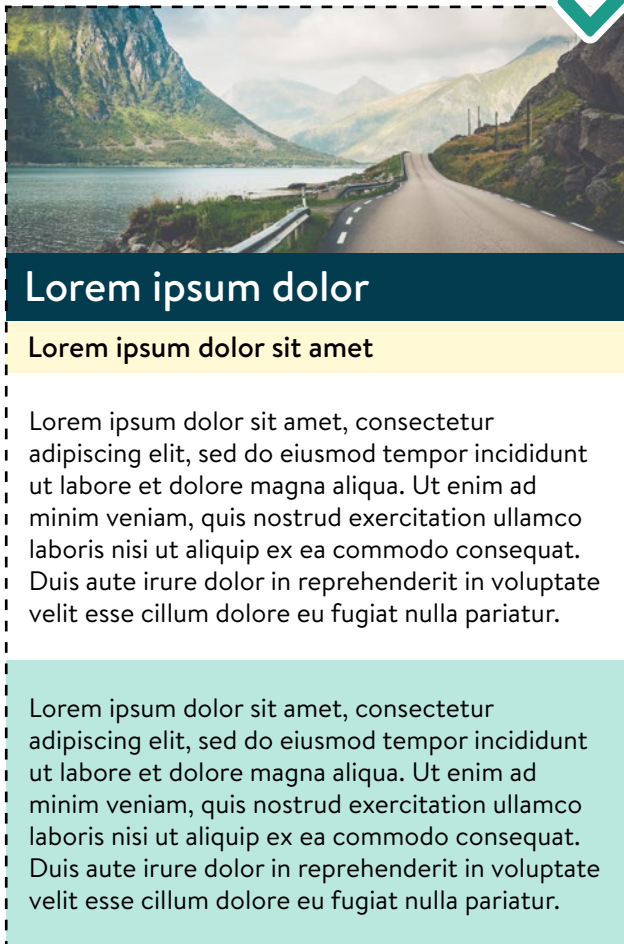 Lorem ipsum dolor
Lorem ipsum dolor sit amet
Lorem ipsum dolor sit amet, consectetur
adipiscing elit, sed do eiusmod tempor incididunt
ut labore et dolore magna aliqua. Ut enim ad
minim veniam, quis nostrud exercitation ullamco
laboris nisi ut aliquip ex ea commodo consequat.
Duis aute irure dolor in reprehenderit in voluptate
velit esse cillum dolore eu fugiat nulla pariatur.
Lorem ipsum dolor sit amet, consectetur
adipiscing elit, sed do eiusmod tempor incididunt
ut labore et dolore magna aliqua. Ut enim ad
minim veniam, quis nostrud exercitation ullamco
laboris nisi ut aliquip ex ea commodo consequat.
Duis aute irure dolor in reprehenderit in voluptate
velit esse cillum dolore eu fugiat nulla pariatur.